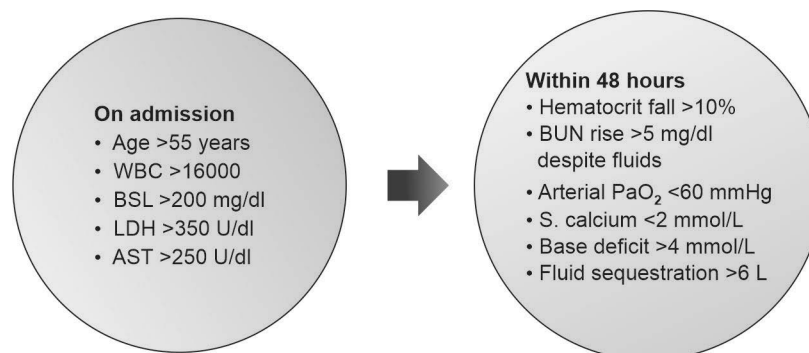 On admission
• Age >55 years
• WBC >16000
• BSL >200 mg/dl
• LDH >350 U/dl
• AST >250 U/dl
Within 48 hours
• Hematocrit fall >10%
• BUN rise >5 mg/dl
despite fluids
• Arterial PaO₂ <60 mmHg
• S. calcium <2 mmol/L
• Base deficit >4 mmol/L
• Fluid sequestration >6 L